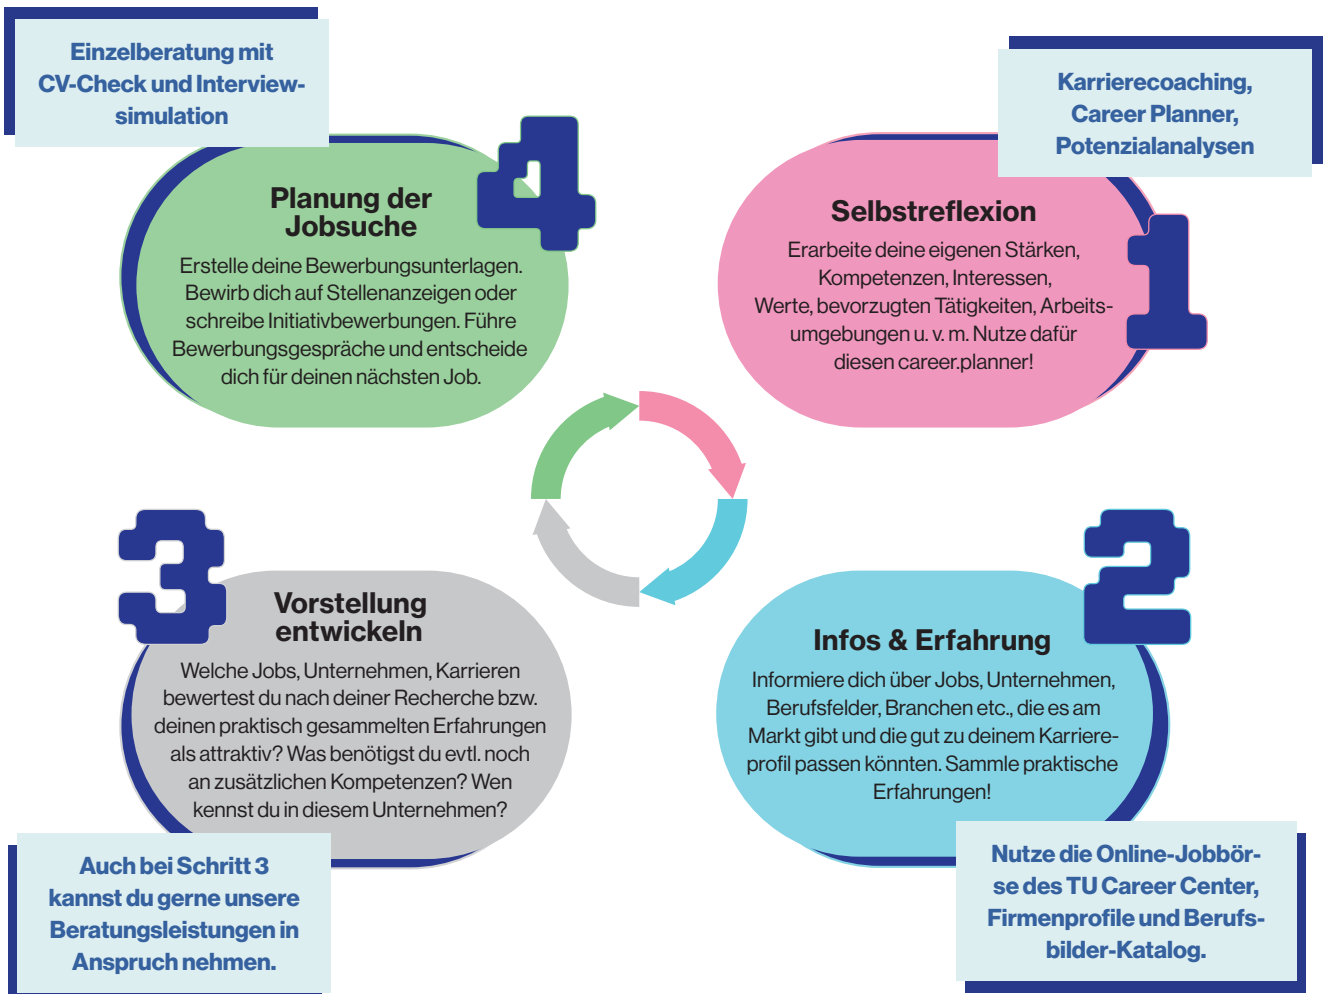 Einzelberatung mit
CV-Check und Interview-
simulation
4
Planung der
Jobsuche
Erstelle deine Bewerbungsunterlagen.
Bewirb dich auf Stellenanzeigen oder
schreibe Initiativbewerbungen. Führe
Bewerbungsgespräche und entscheide
dich für deinen nächsten Job.
Karrierecoaching,
Career Planner,
Potenzialanalysen
1
Selbstreflexion
Erarbeite deine eigenen Stärken,
Kompetenzen, Interessen,
Werte, bevorzugten Tätigkeiten, Arbeits-
umgebungen u. v. m. Nutze dafür
diesen career.planner!
3
Vorstellung
entwickeln
Welche Jobs, Unternehmen, Karrieren
bewertest du nach deiner Recherche bzw.
deinen praktisch gesammelten Erfahrungen
als attraktiv? Was benötigst du evtl. noch
an zusätzlichen Kompetenzen? Wen
kennst du in diesem Unternehmen?
Auch bei Schritt 3
kannst du gerne unsere
Beratungsleistungen in
Anspruch nehmen.
2
Infos & Erfahrung
Informiere dich über Jobs, Unternehmen,
Berufsfelder, Branchen etc., die es am
Markt gibt und die gut zu deinem Karriere-
profil passen könnten. Sammle praktische
Erfahrungen!
Nutze die Online-Jobbör-
se des TU Career Center,
Firmenprofile und Berufs-
bilder-Katalog.